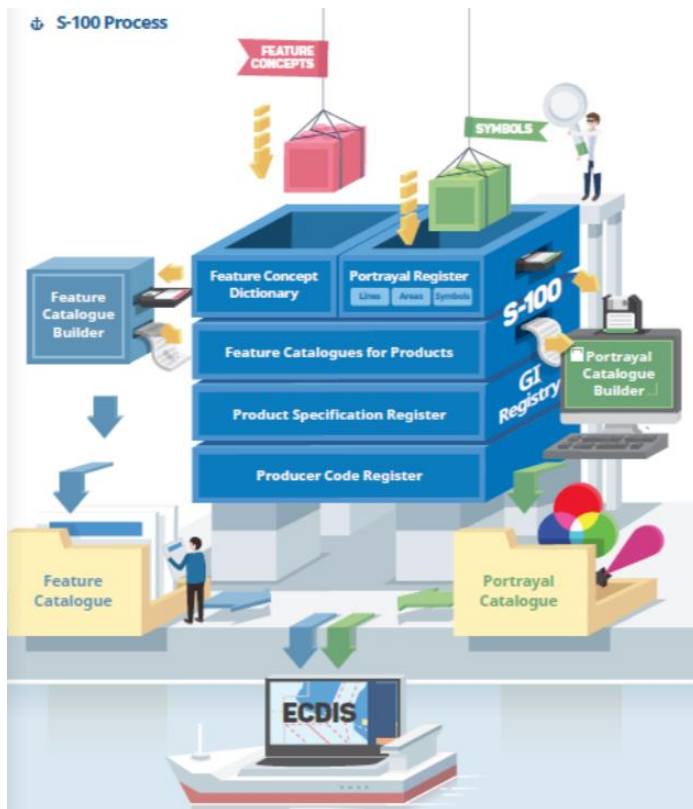 S-100 Process
FEATURE
CONCEPTS
SYMBOLS
Feature Concept
Dictionary
Portrayal Register
Lines
Areas
Symbols
S-100
GI
Registry
Feature
Catalogue
Builder
Feature Catalogues for Products
Portrayal
Catalogue
Builder
Product Specification Register
Producer Code Register
Feature
Catalogue
Portrayal
Catalogue
ECDIS